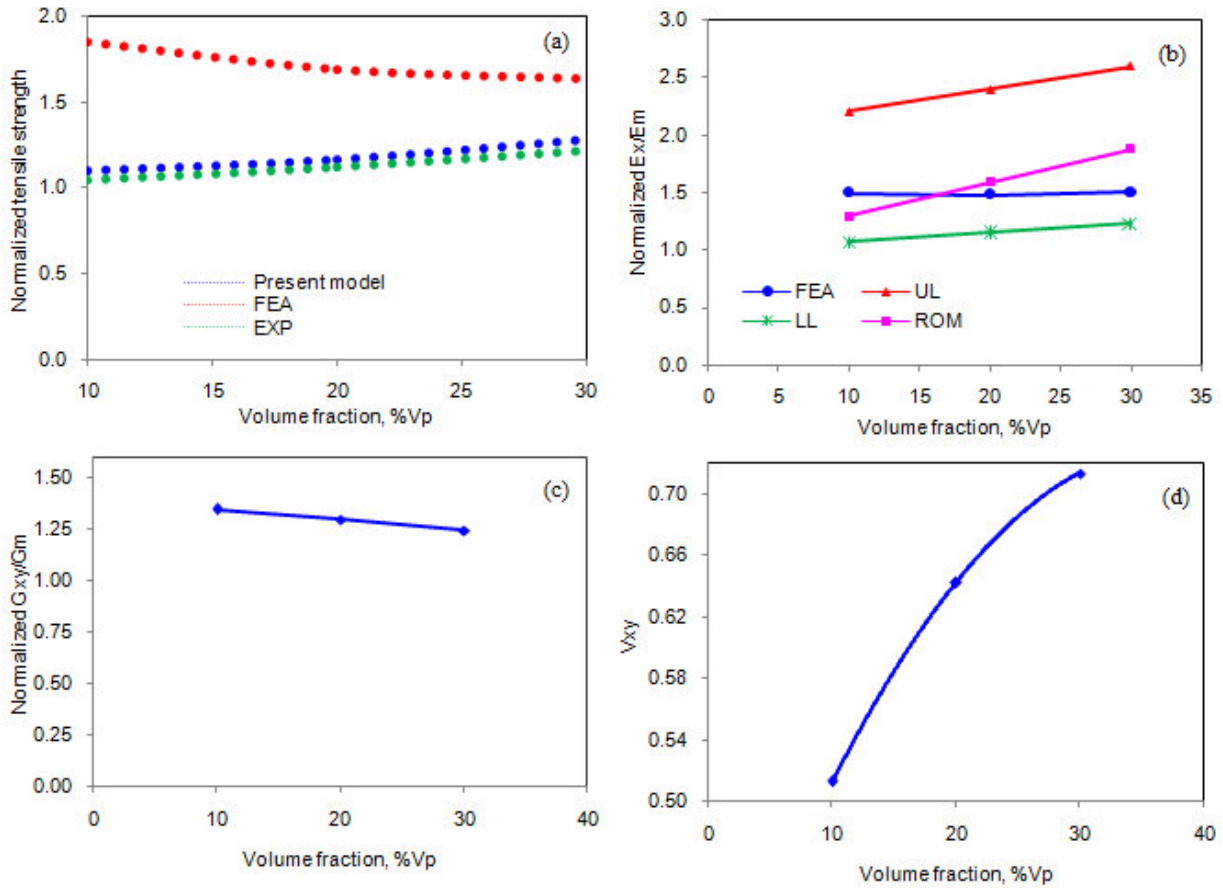 2.0
1.5
1.0
0.5
0.0
Normalized tensile strength
(a)
Present model
FEA
EXP
10 15 20 25 30
Volume fraction, %Vp
3.0
2.5
2.0
1.5
1.0
0.5
0.0
Normalized Ex/Em
(b)
FEA UL
LL ROM
0 5 10 15 20 25 30 35
Volume fraction, %Vp
1.50
1.25
1.00
0.75
0.50
0.25
0.00
Normalized Gxy/Gm
(c)
0 10 20 30 40
Volume fraction, %Vp
0.70
0.66
0.62
0.58
0.54
0.50
Vxy
(d)
0 10 20 30 40
Volume fraction, %Vp